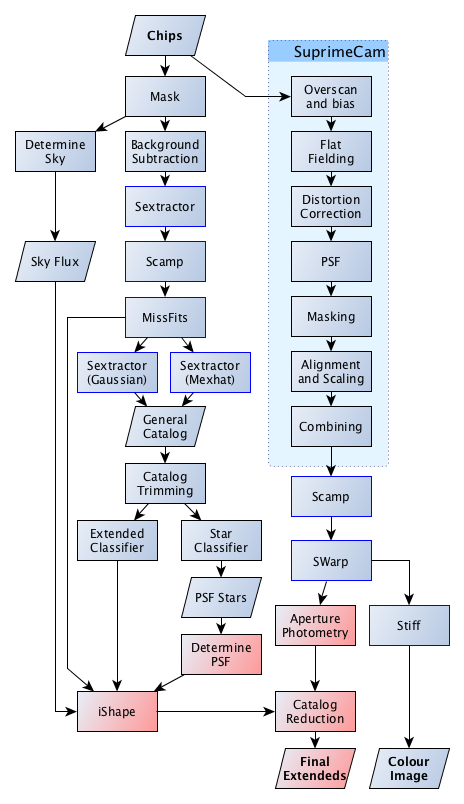 Chips
SuprimeCam
Mask
Overscan
and bias
Determine
Sky
Background
Subtraction
Flat
Fielding
Sextractor
Distortion
Correction
Sky Flux
Scamp
PSF
MissFits
Masking
Sextractor
(Gaussian)
Sextractor
(Mexhat)
Alignment
and Scaling
General
Catalog
Combining
Catalog
Trimming
Scamp
Extended
Classifier
Star
Classifier
SWarp
PSF Stars
Aperture
Photometry
Stiff
Determine
PSF
iShape
Catalog
Reduction
Final
Extendeds
Colour
Image